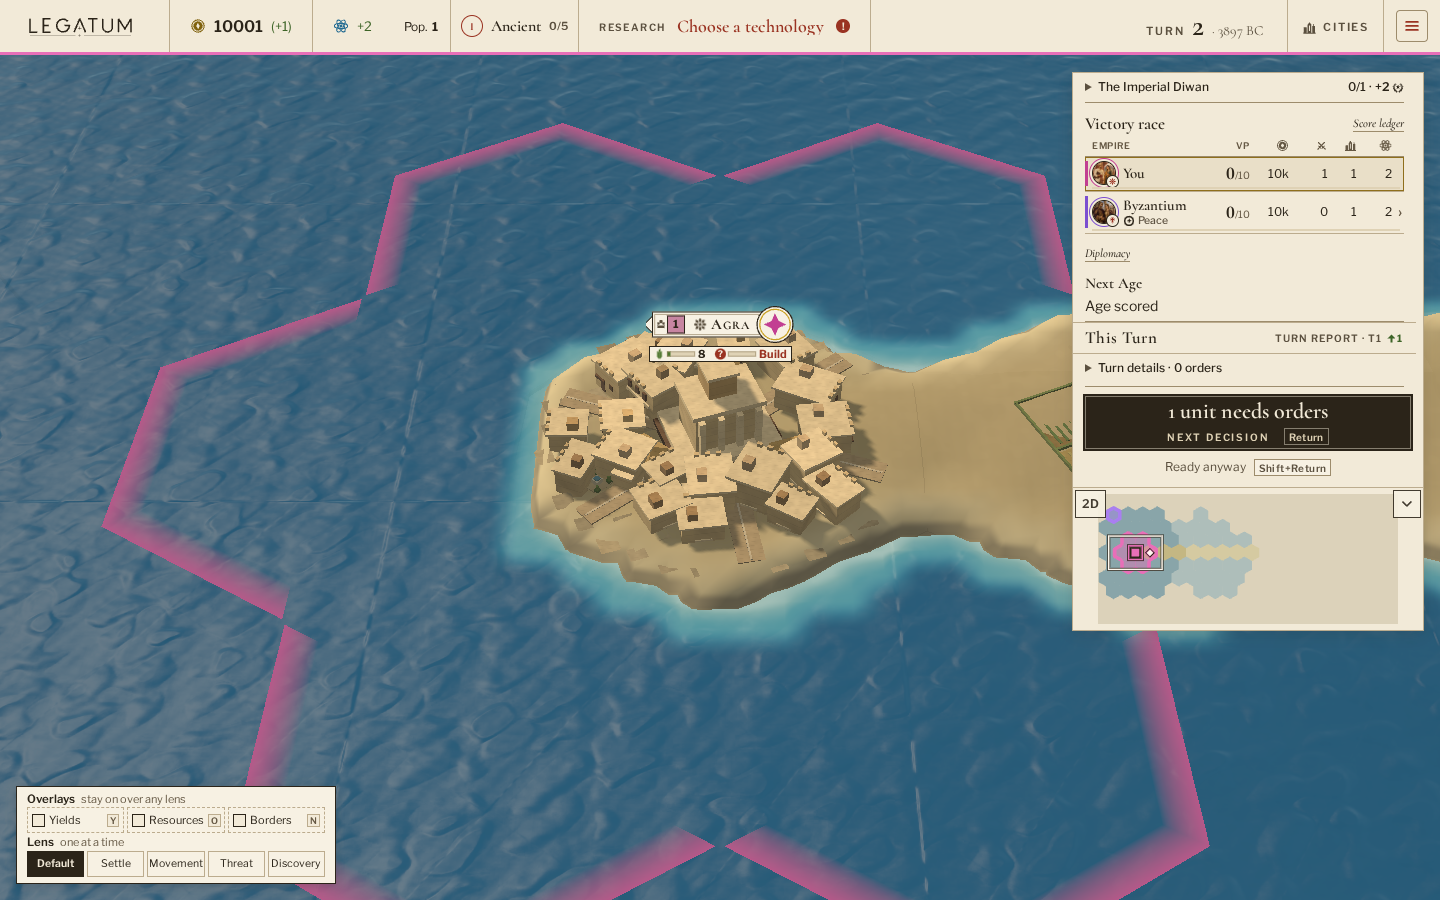 LEGATUM
10001 (+1)
+2
Pop. 1
I Ancient 0/5
RESEARCH Choose a technology !
TURN 2 · 3897 BC
CITIES
The Imperial Diwan 0/1 · +2
Victory race Score ledger
EMPIRE VP
You 0/10 10k 1 1 2
Byzantium 0/10 10k 0 1 2 ›
Peace
Diplomacy
Next Age
Age scored
This Turn TURN REPORT · T1 1
Turn details · 0 orders
1 unit needs orders
NEXT DECISION Return
Ready anyway Shift+Return
2D
1 AGRA
8 ? Build
Overlays stay on over any lens
Yields Y Resources O Borders N
Lens one at a time
Default Settle Movement Threat Discovery